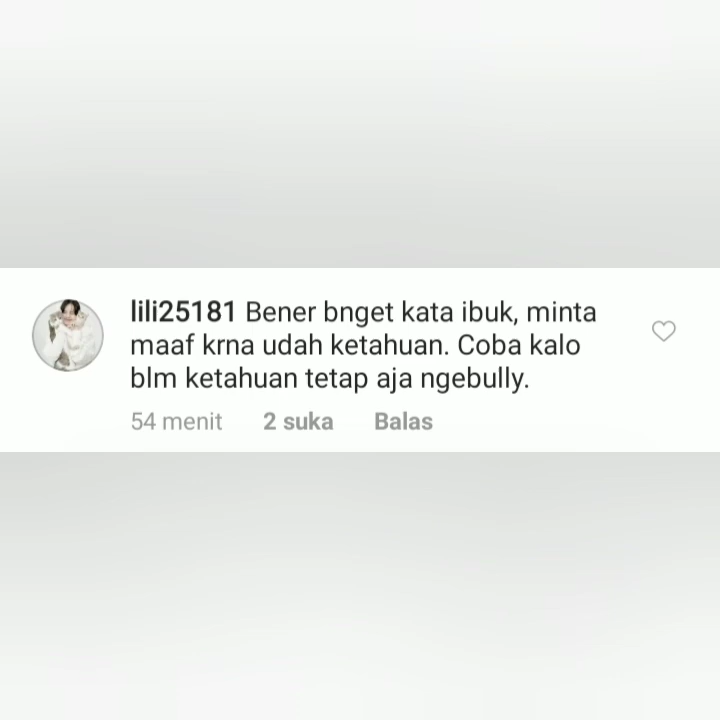 lili25181 Bener bnget kata ibuk, minta
maaf krna udah ketahuan. Coba kalo
blm ketahuan tetap aja ngebully.
54 menit 2 suka Balas